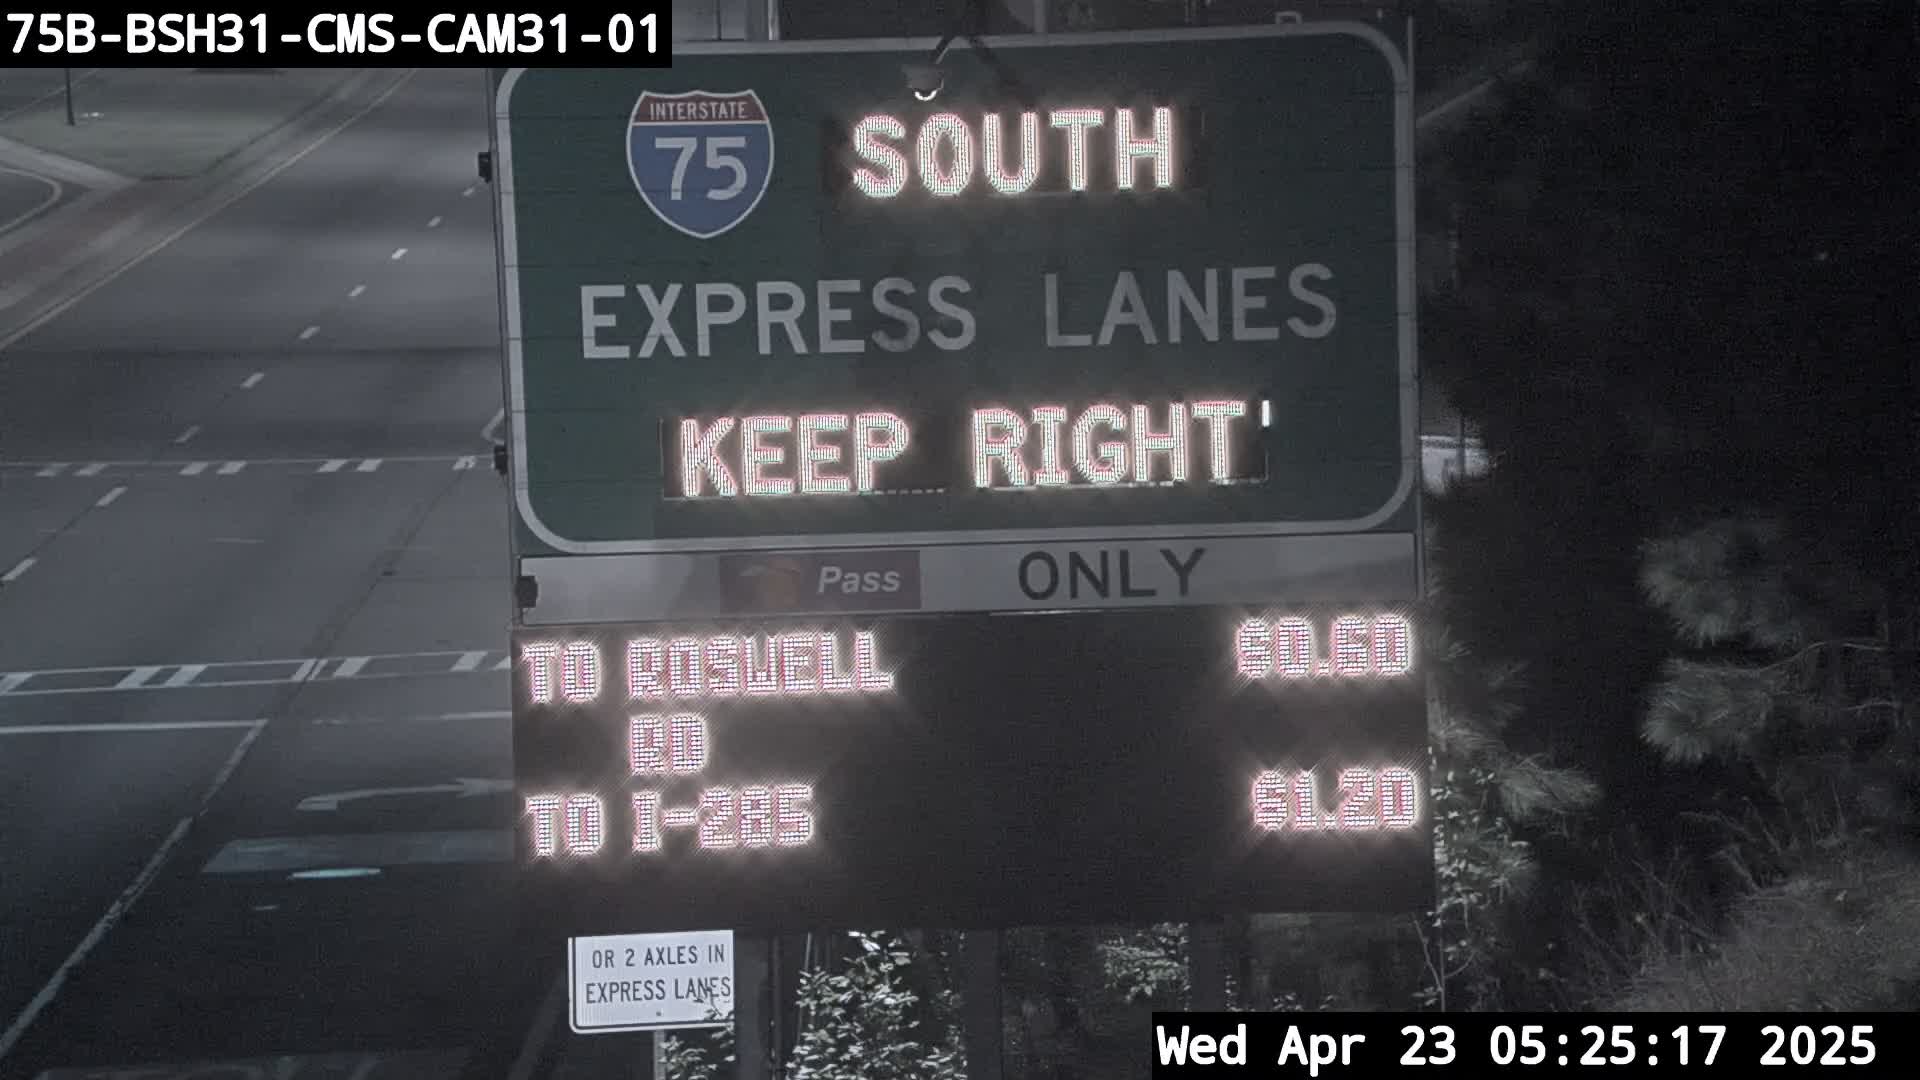 75B-BSH31-CMS-CAM31-01
INTERSTATE
75
SOUTH
EXPRESS LANES
KEEP RIGHT
Pass ONLY
TO ROSWELL $0.60
RD
TO I-285 $1.20
OR 2 AXLES IN
EXPRESS LANES
Wed Apr 23 05:25:17 2025